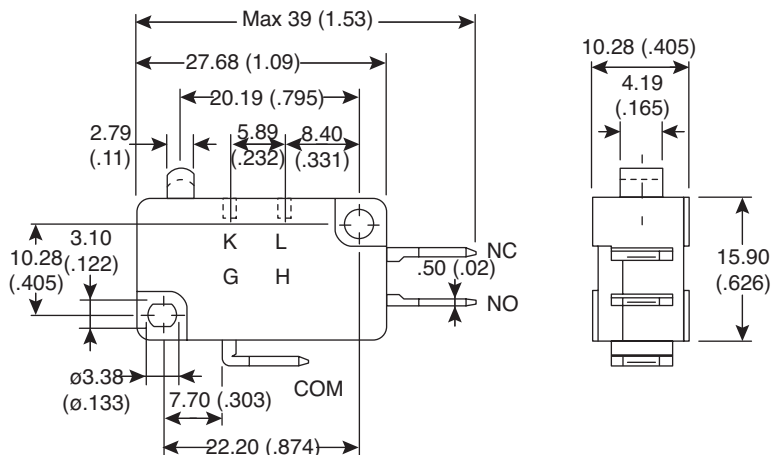 Max 39 (1.53)
27.68 (1.09)
20.19 (.795)
2.79
(.11)
5.89
(.232)
8.40
(.331)
10.28
(.405)
3.10
(.122)
K L
G H
.50 (.02)
NC
NO
COM
ø3.38
(ø.133)
7.70 (.303)
22.20 (.874)
10.28 (.405)
4.19
(.165)
15.90
(.626)